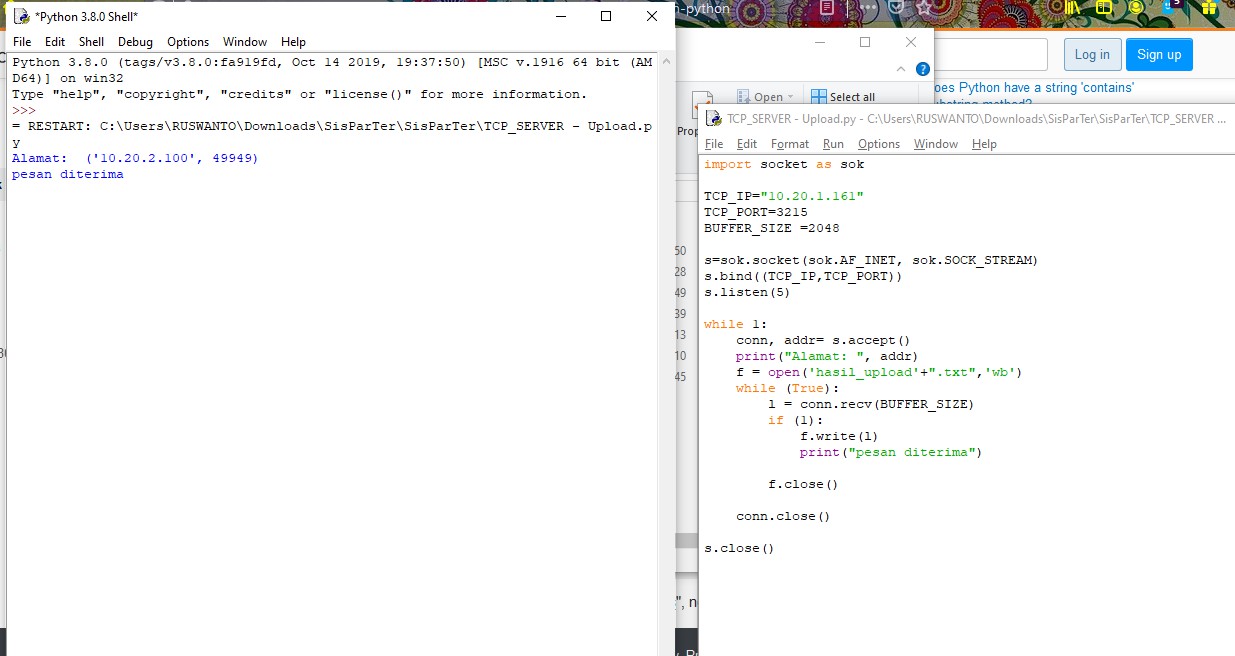 *Python 3.8.0 Shell*
File Edit Shell Debug Options Window Help
Python 3.8.0 (tags/v3.8.0:fa919fd, Oct 14 2019, 19:37:50) [MSC v.1916 64 bit (AM
D64)] on win32
Type "help", "copyright", "credits" or "license()" for more information.
>>>
= RESTART: C:\Users\RUSWANTO\Downloads\SisParTer\SisParTer\TCP_SERVER - Upload.p
y
Alamat:  ('10.20.2.100', 49949)
pesan diterima
n-python
Log in
Sign up
oes Python have a string 'contains'
Open
Select all
Prop
50
28
49
39
13
10
45
", n
TCP_SERVER - Upload.py - C:\Users\RUSWANTO\Downloads\SisParTer\SisParTer\TCP_SERVER ...
File Edit Format Run Options Window Help
import socket as sok
TCP_IP="10.20.1.161"
TCP_PORT=3215
BUFFER_SIZE =2048
s=sok.socket(sok.AF_INET, sok.SOCK_STREAM)
s.bind((TCP_IP,TCP_PORT))
s.listen(5)
while 1:
    conn, addr= s.accept()
    print("Alamat: ", addr)
    f = open('hasil_upload'+".txt",'wb')
    while (True):
        l = conn.recv(BUFFER_SIZE)
        if (l):
            f.write(l)
            print("pesan diterima")
        f.close()
    conn.close()
s.close()